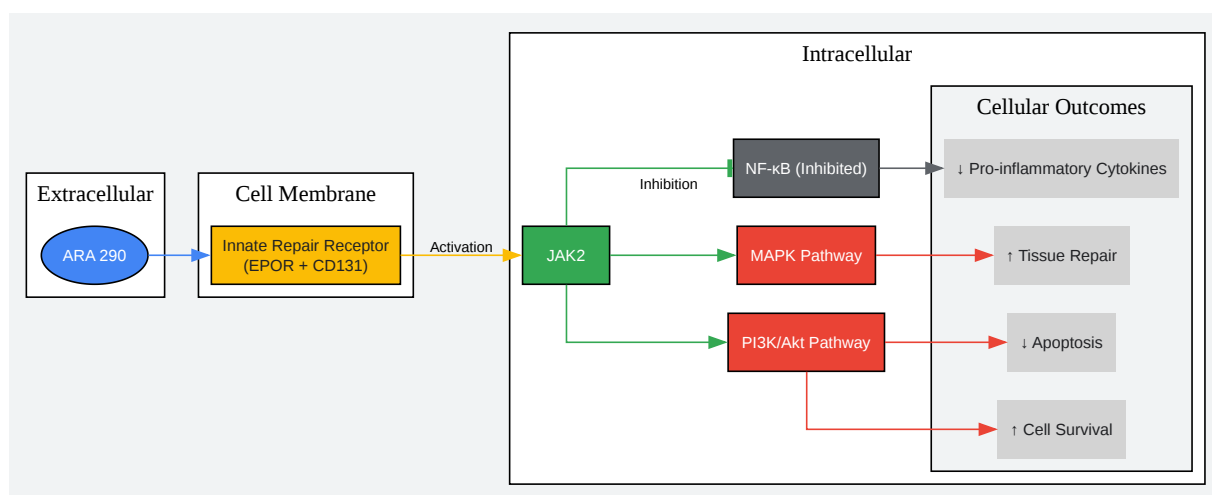 Intracellular
Cellular Outcomes
Extracellular
ARA 290
Cell Membrane
Innate Repair Receptor
(EPOR + CD131)
Activation
JAK2
Inhibition
NF-κB (Inhibited)
↓ Pro-inflammatory Cytokines
MAPK Pathway
↑ Tissue Repair
PI3K/Akt Pathway
↓ Apoptosis
↑ Cell Survival